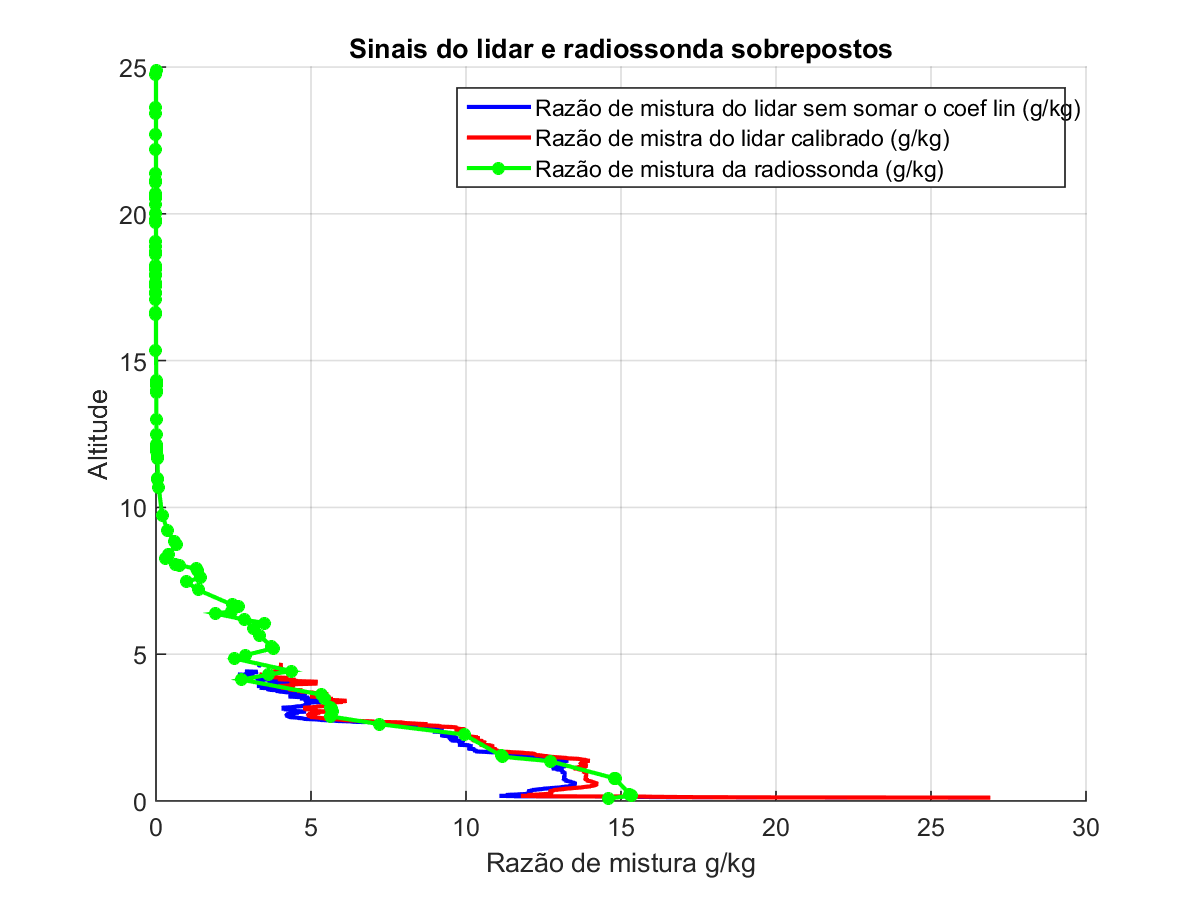 Sinais do lidar e radiossonda sobrepostos
Razão de mistura do lidar sem somar o coef lin (g/kg)
Razão de mistra do lidar calibrado (g/kg)
Razão de mistura da radiossonda (g/kg)
25
20
15
10
5
0
Altitude
0 5 10 15 20 25 30
Razão de mistura g/kg